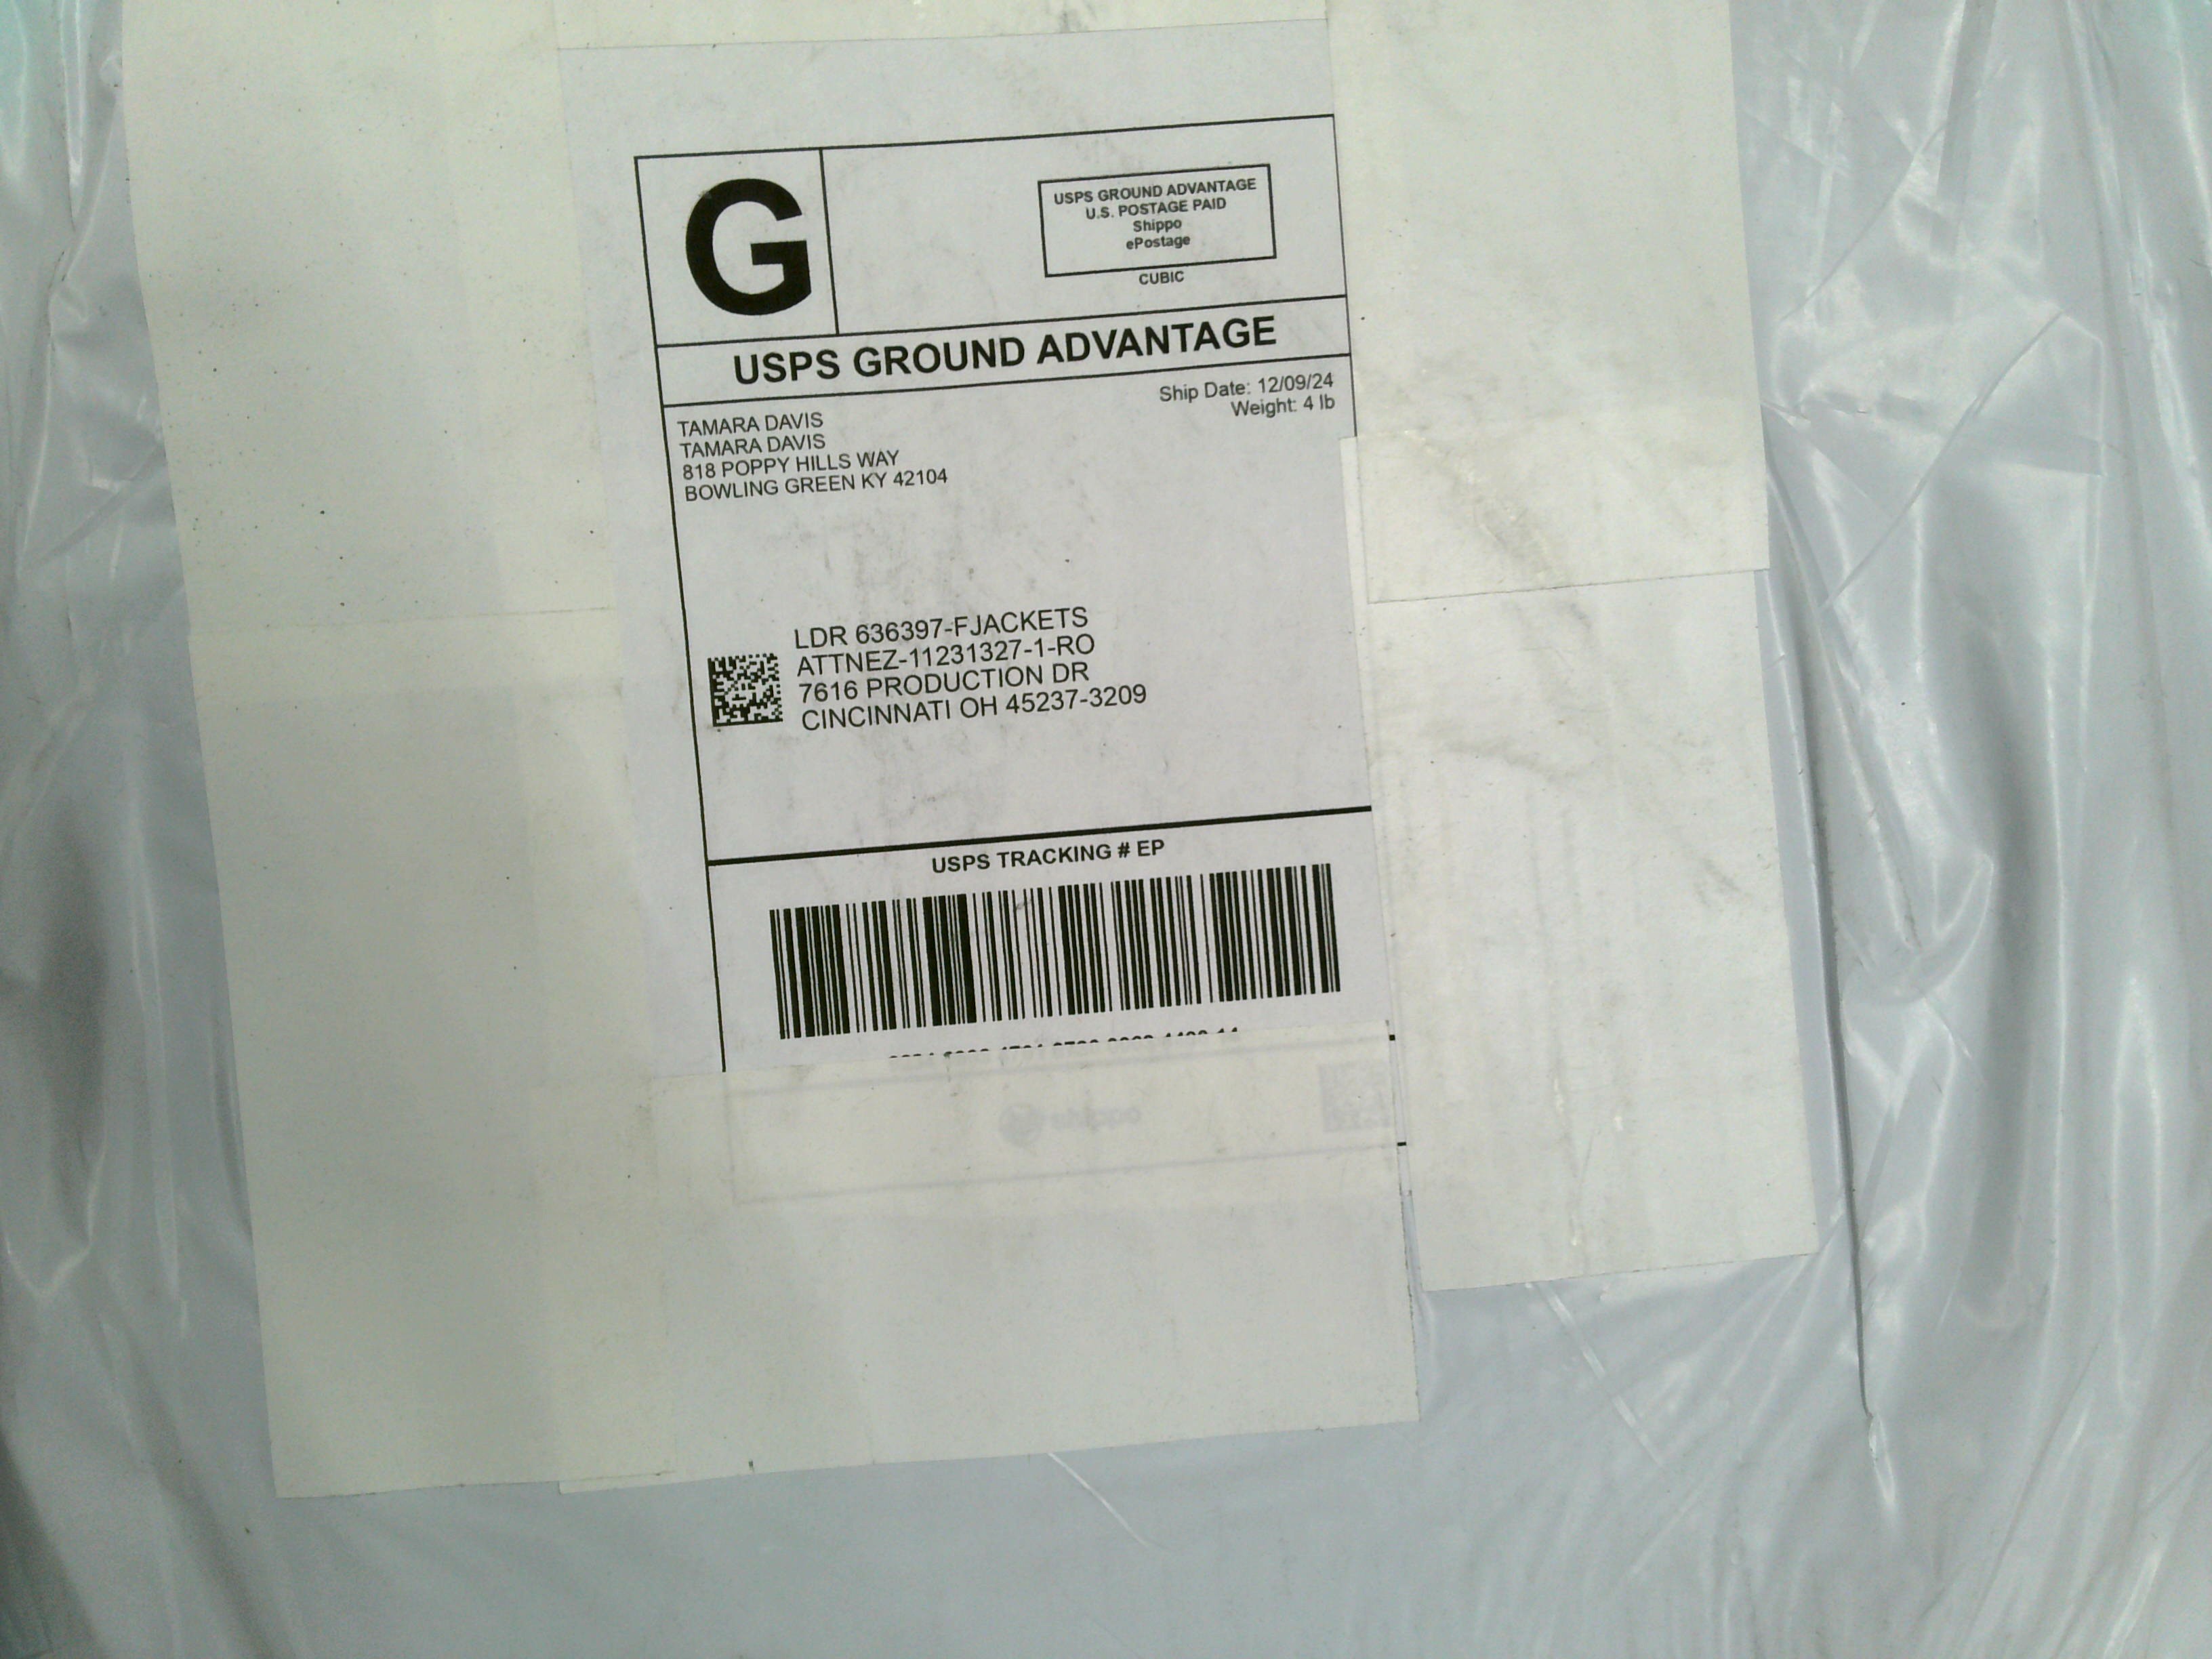 G
USPS GROUND ADVANTAGE
U.S. POSTAGE PAID
Shippo
ePostage
CUBIC
USPS GROUND ADVANTAGE
Ship Date: 12/09/24
Weight: 4 lb
TAMARA DAVIS
TAMARA DAVIS
818 POPPY HILLS WAY
BOWLING GREEN KY 42104
LDR 636397-FJACKETS
ATTNEZ-11231327-1-RO
7616 PRODUCTION DR
CINCINNATI OH 45237-3209
USPS TRACKING # EP